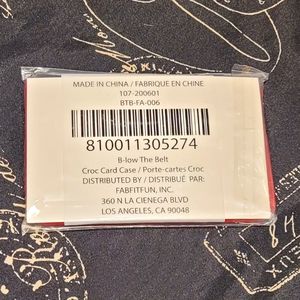 MADE IN CHINA / FABRIQUE EN CHINE
107-200601
BTB-FA-006
810011305274
B-low The Belt
Croc Card Case / Porte-cartes Croc
DISTRIBUTED BY / DISTRIBUÉ PAR:
FABFITFUN, INC.
360 N LA CIENEGA BLVD
LOS ANGELES, CA 90048